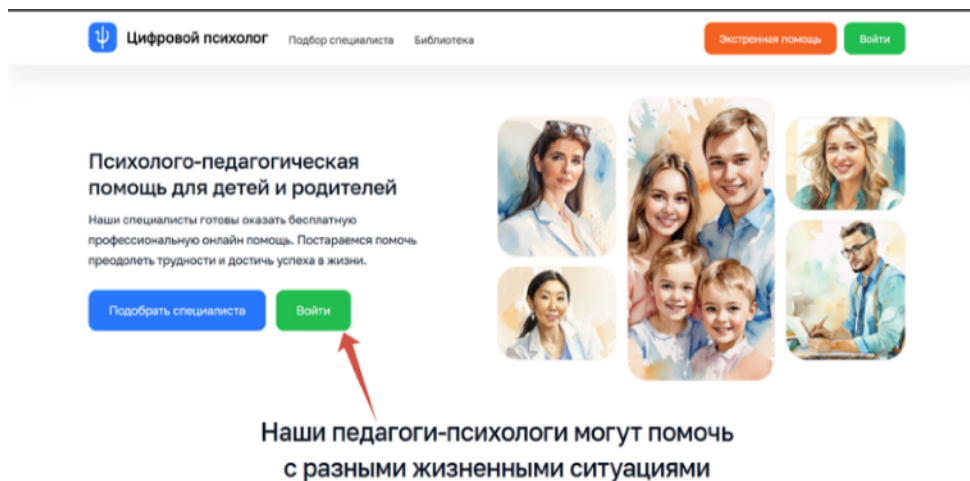 Цифровой психолог Подбор специалиста Библиотека Экстренная помощь Войти
Психолого-педагогическая
помощь для детей и родителей
Наши специалисты готовы оказать бесплатную
профессиональную онлайн помощь. Постараемся помочь
преодолеть трудности и достичь успеха в жизни.
Подобрать специалиста Войти
Наши педагоги-психологи могут помочь
с разными жизненными ситуациями